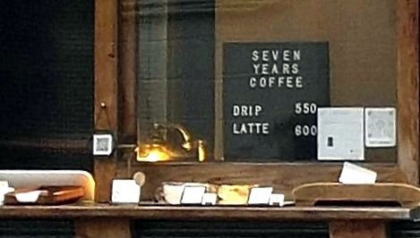 SEVEN
YEARS
COFFEE
DRIP 550
LATTE 600